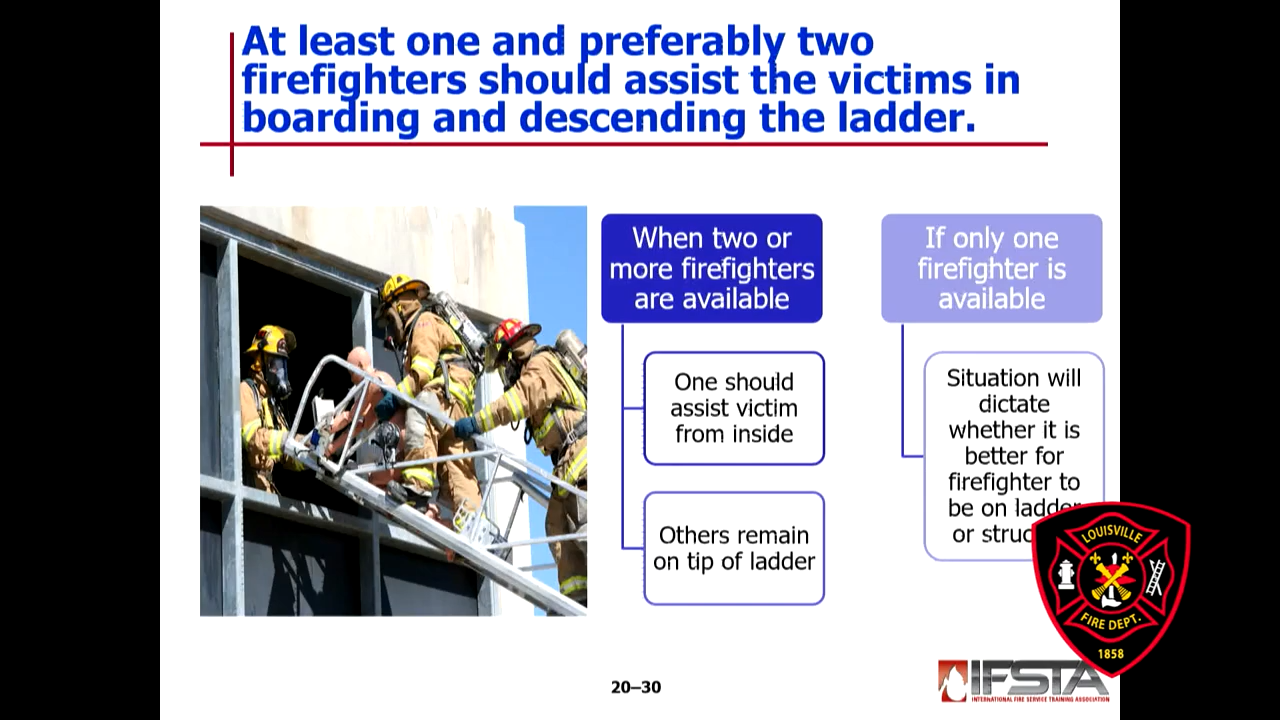 At least one and preferably two
firefighters should assist the victims in
boarding and descending the ladder.
When two or
more firefighters
are available
One should
assist victim
from inside
Others remain
on tip of ladder
If only one
firefighter is
available
Situation will
dictate
whether it is
better for
firefighter to
be on ladder
or
LOUISVILLE
FIRE DEPT.
1858
20–30
IFSTA
INTERNATIONAL FIRE SERVICE TRAINING ASSOCIATION